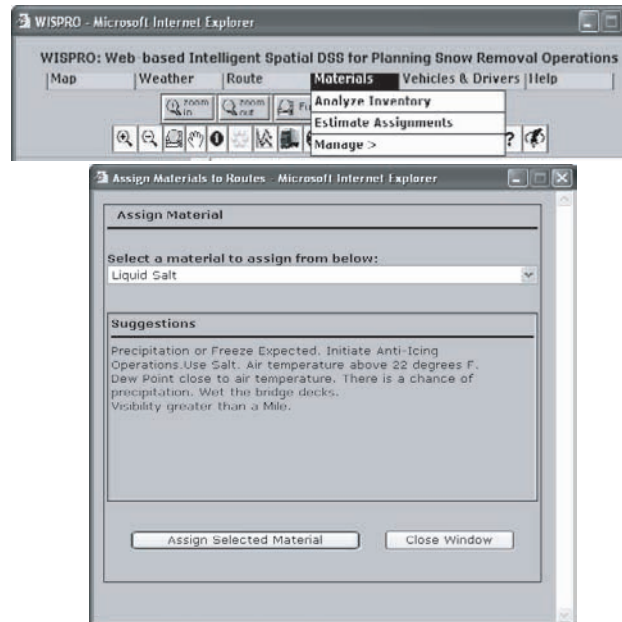 WISPRO - Microsoft Internet Explorer
WISPRO: Web-based Intelligent Spatial DSS for Planning Snow Removal Operations
Map Weather Route Materials Vehicles & Drivers Help
zoom in zoom out Analyze Inventory
Estimate Assignments
Manage >
Assign Materials to Routes - Microsoft Internet Explorer
Assign Material
Select a material to assign from below:
Liquid Salt
Suggestions
Precipitation or Freeze Expected. Initiate Anti-Icing
Operations.Use Salt. Air temperature above 22 degrees F.
Dew Point close to air temperature. There is a chance of
precipitation. Wet the bridge decks.
Visibility greater than a Mile.
Assign Selected Material Close Window